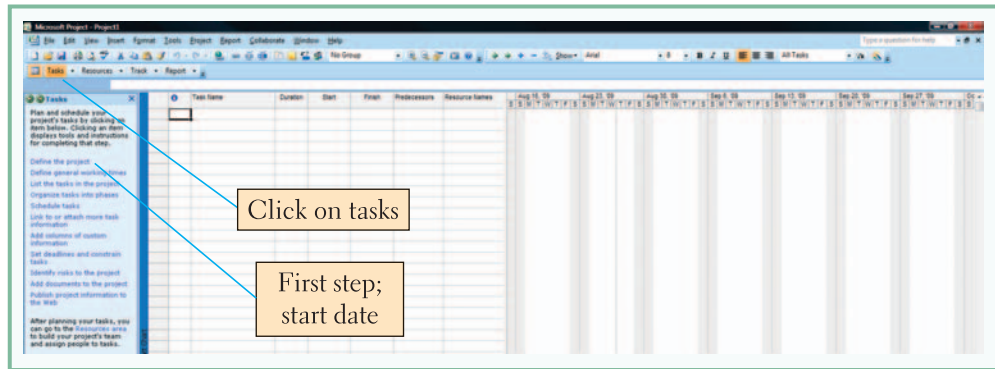 Microsoft Project - Project1
File Edit View Insert Format Tools Project Report Collaborate Window Help
Type a question for help
No Group
Show
Arial
8
B I U
All Tasks
Tasks Resources Track Report
Tasks
Plan and schedule your
project's tasks by clicking an
item below. Clicking an item
displays tools and instructions
for completing that step.
Define the project
Define general working times
List the tasks in the project
Organize tasks into phases
Schedule tasks
Link to or attach more task
information
Add columns of custom
information
Set deadlines and constrain
tasks
Identify risks to the project
Add documents to the project
Publish project information to
the Web
After planning your tasks, you
can go to the Resources area
to build your project's team
and assign people to tasks.
Task Name Duration Start Finish Predecessors Resource Names
Aug 16, '09 Aug 23, '09 Aug 30, '09 Sep 6, '09 Sep 13, '09 Sep 20, '09 Sep 27, '09
S S M T W T F S S M T W T F S S M T W T F S S M T W T F S S M T W T F S S M T W T F S S M T W T F S
Click on tasks
First step;
start date